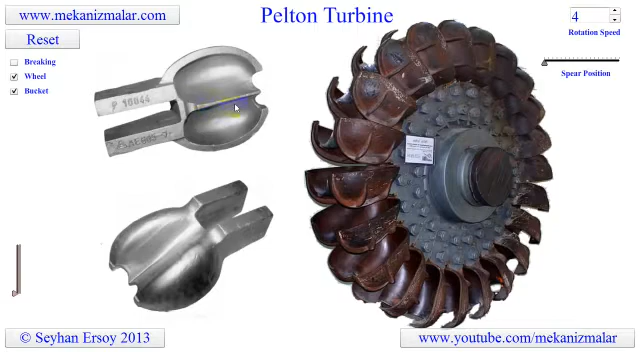 www.mekanizmalar.com
Pelton Turbine
4
Rotation Speed
Reset
Breaking
Wheel
Bucket
Spear Position
© Seyhan Ersoy 2013
www.youtube.com/mekanizmalar